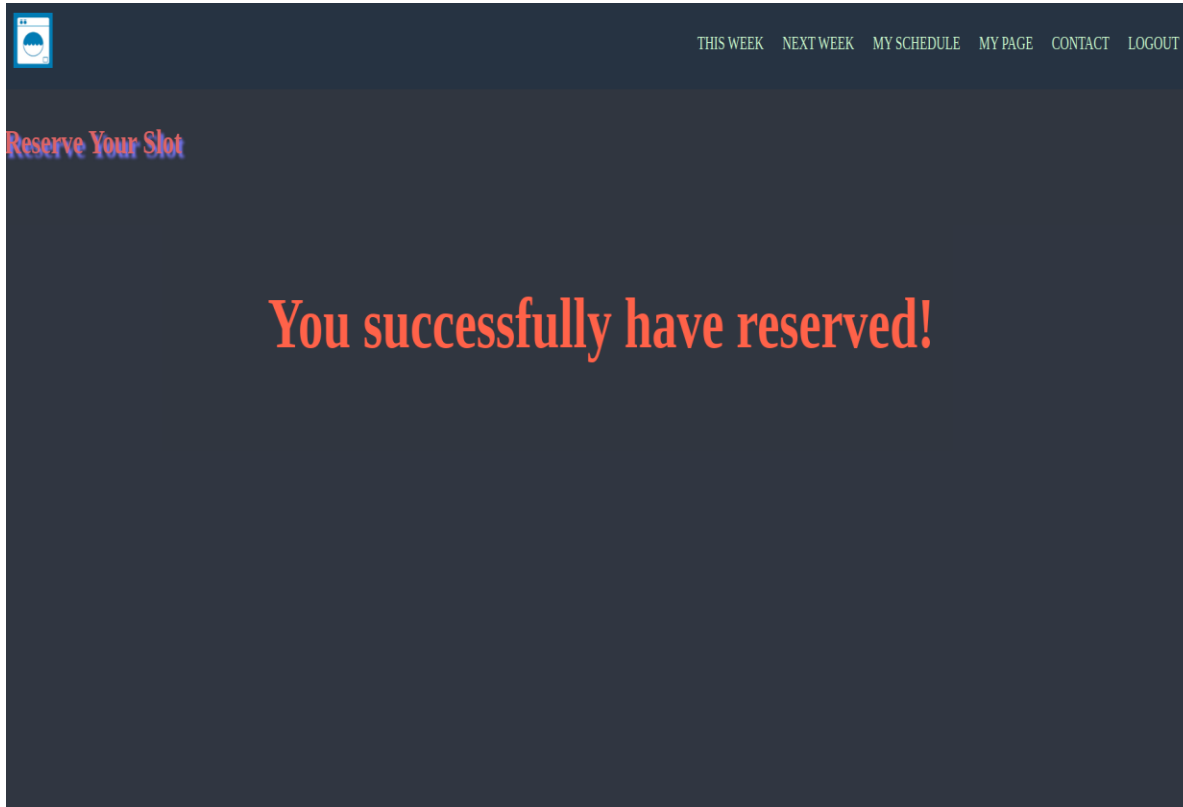 THIS WEEK NEXT WEEK MY SCHEDULE MY PAGE CONTACT LOGOUT
Reserve Your Slot
You successfully have reserved!